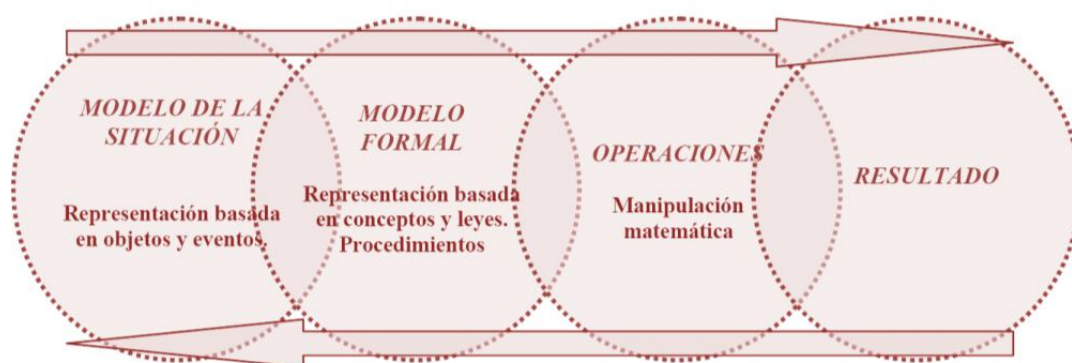 MODELO DE LA
SITUACIÓN
Representación basada
en objetos y eventos.
MODELO
FORMAL
Representación basada
en conceptos y leyes.
Procedimientos
OPERACIONES
Manipulación
matemática
RESULTADO